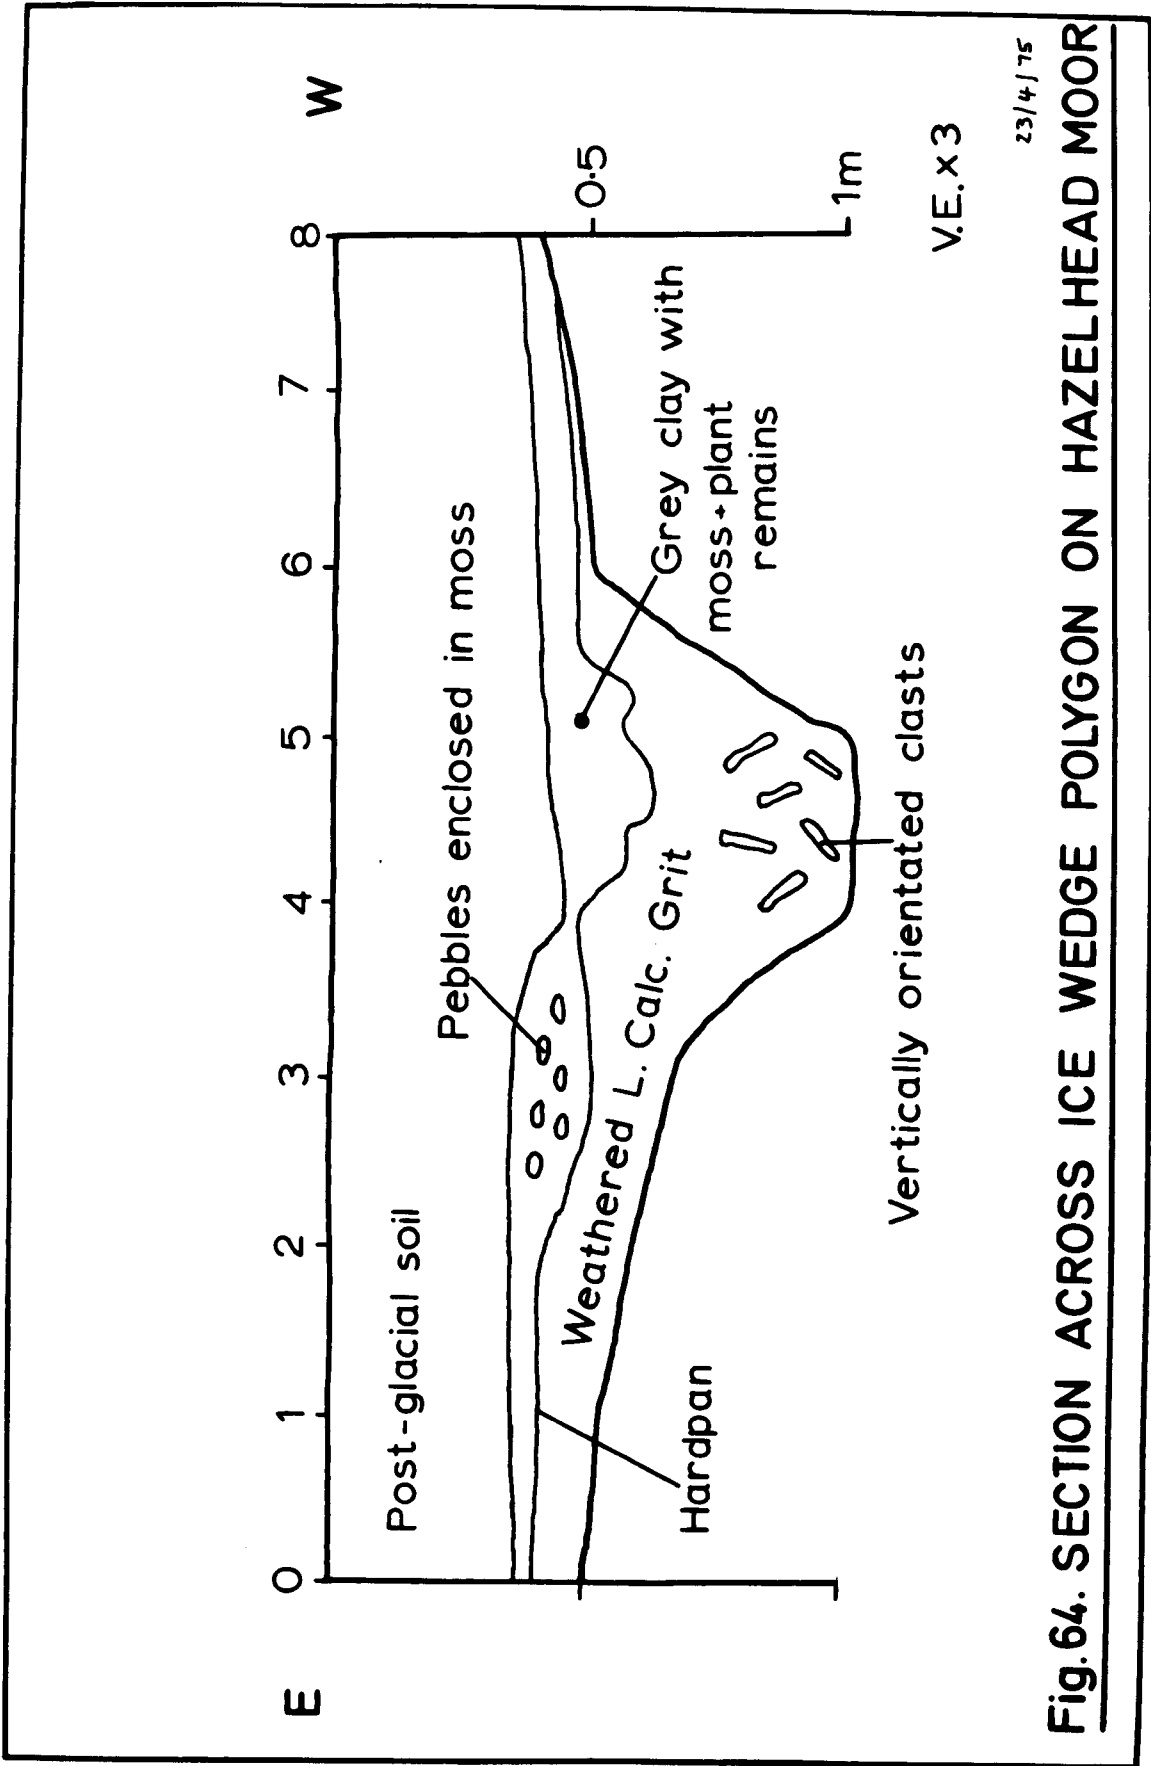 E
W
0 1 2 3 4 5 6 7 8
Post-glacial soil
Pebbles enclosed in moss
0·5
Weathered L. Calc. Grit
Grey clay with
moss+plant
remains
Hardpan
1m
Vertically orientated clasts
V.E.×3
23/4/75
Fig.64. SECTION ACROSS ICE WEDGE POLYGON ON HAZELHEAD MOOR